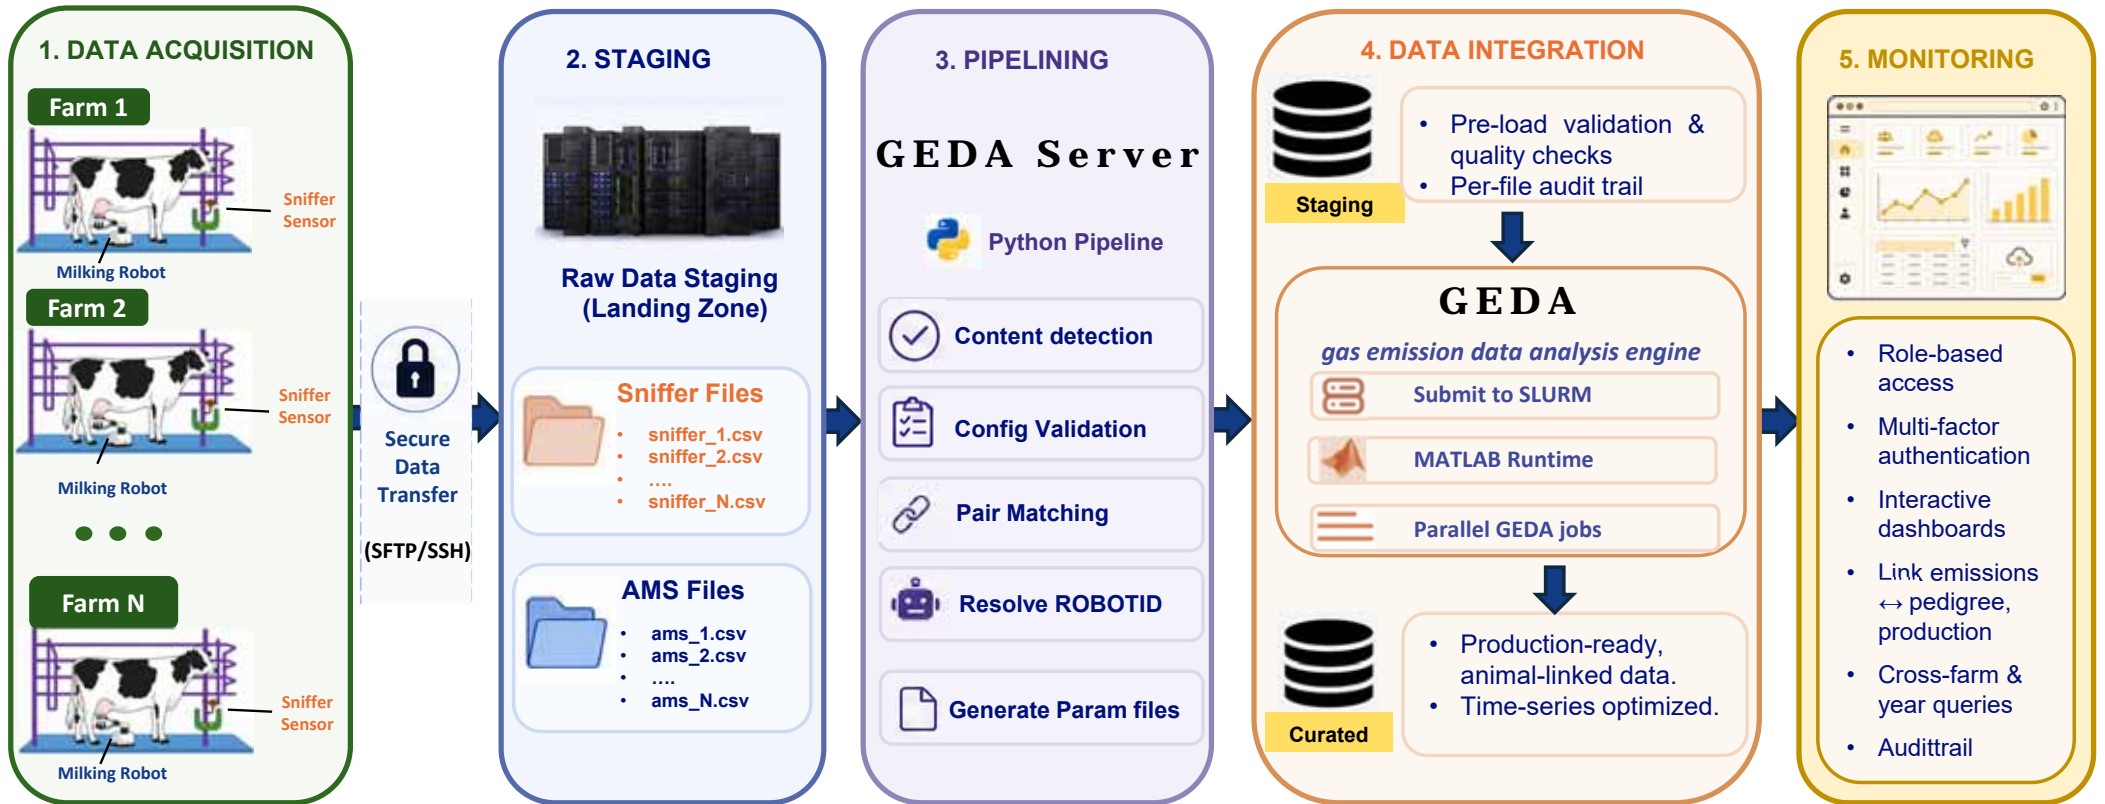 1. DATA ACQUISITION
Farm 1
Sniffer
Sensor
Milking Robot
Farm 2
Sniffer
Sensor
Milking Robot
Farm N
Sniffer
Sensor
Milking Robot
Secure
Data
Transfer
(SFTP/SSH)
2. STAGING
Raw Data Staging
(Landing Zone)
Sniffer Files
• sniffer_1.csv
• sniffer_2.csv
• ....
• sniffer_N.csv
AMS Files
• ams_1.csv
• ams_2.csv
• ....
• ams_N.csv
3. PIPELINING
GEDA Server
Python Pipeline
Content detection
Config Validation
Pair Matching
Resolve ROBOTID
Generate Param files
4. DATA INTEGRATION
Staging
• Pre-load validation &
quality checks
• Per-file audit trail
GEDA
gas emission data analysis engine
Submit to SLURM
MATLAB Runtime
Parallel GEDA jobs
Curated
• Production-ready,
animal-linked data.
• Time-series optimized.
5. MONITORING
• Role-based
access
• Multi-factor
authentication
• Interactive
dashboards
• Link emissions
↔ pedigree,
production
• Cross-farm &
year queries
• Audittrail